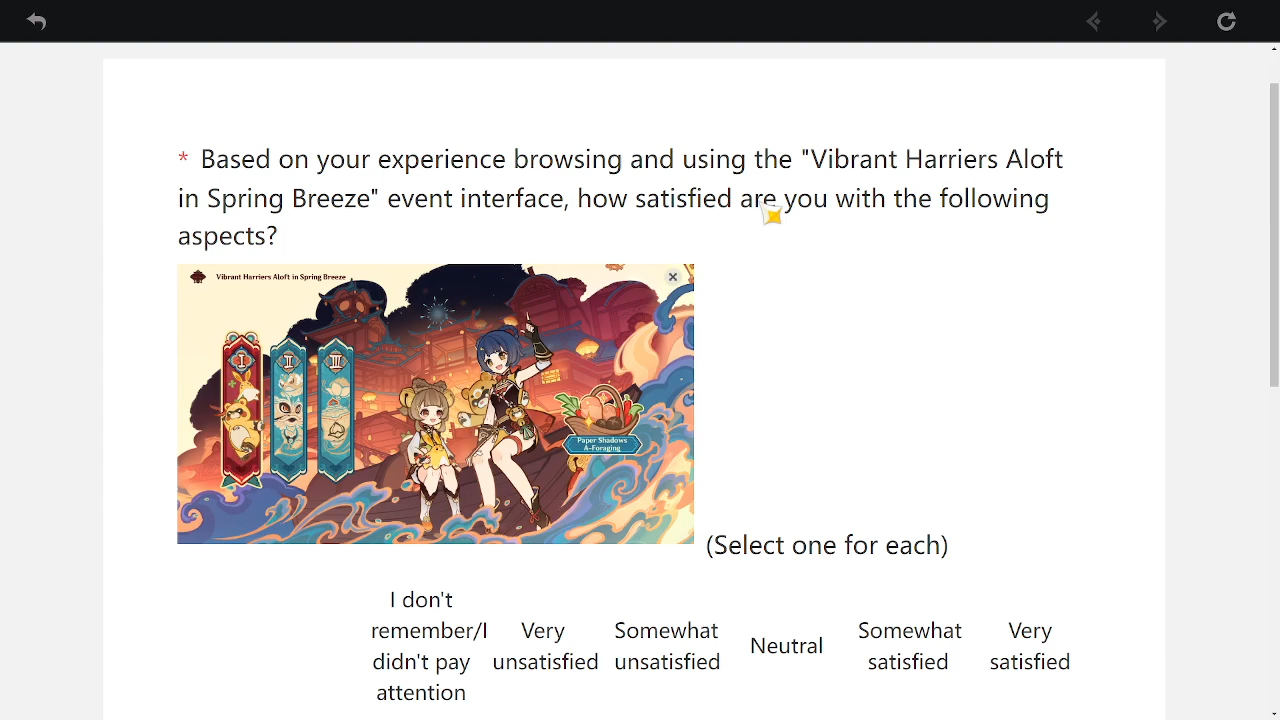 * Based on your experience browsing and using the "Vibrant Harriers Aloft
in Spring Breeze" event interface, how satisfied are you with the following
aspects?
Vibrant Harriers Aloft in Spring Breeze
I
II
III
Paper Shadows
A-Foraging
(Select one for each)
I don't
remember/I
didn't pay
attention
Very
unsatisfied
Somewhat
unsatisfied
Neutral
Somewhat
satisfied
Very
satisfied